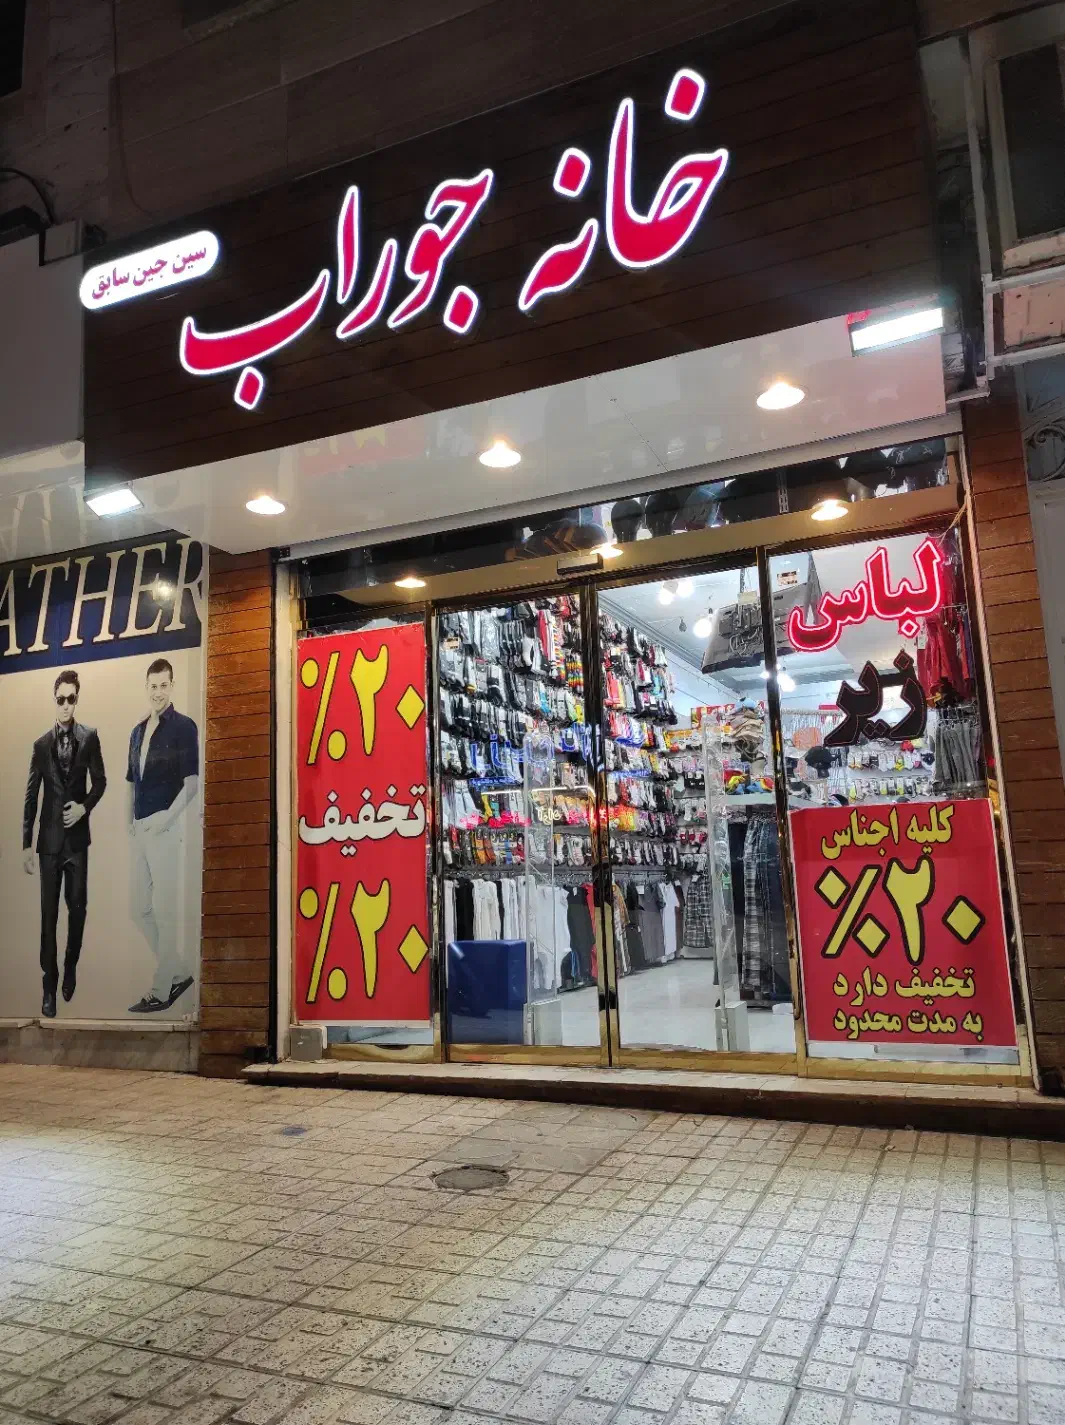 خانه جوراب
سین جین سابق
ATHER
٪۲۰
تخفیف
٪۲۰
لباس
زیر
کلیه اجناس
٪۲۰
تخفیف دارد
به مدت محدود